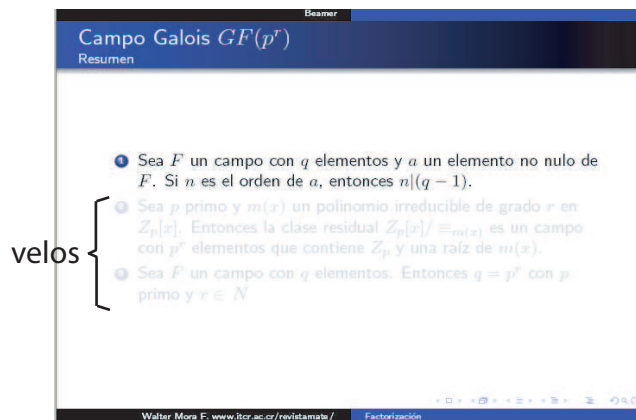 Beamer
Campo Galois GF(p^r)
Resumen
1 Sea F un campo con q elementos y a un elemento no nulo de
F. Si n es el orden de a, entonces n|(q − 1).
2 Sea p primo y m(x) un polinomio irreducible de grado r en
Z_p[x]. Entonces la clase residual Z_p[x]/ ≡_{m(x)} es un campo
con p^r elementos que contiene Z_p y una raíz de m(x).
velos
3 Sea F un campo con q elementos. Entonces q = p^r con p
primo y r ∈ N
Walter Mora F. www.itcr.ac.cr/revistamate/ Factorización